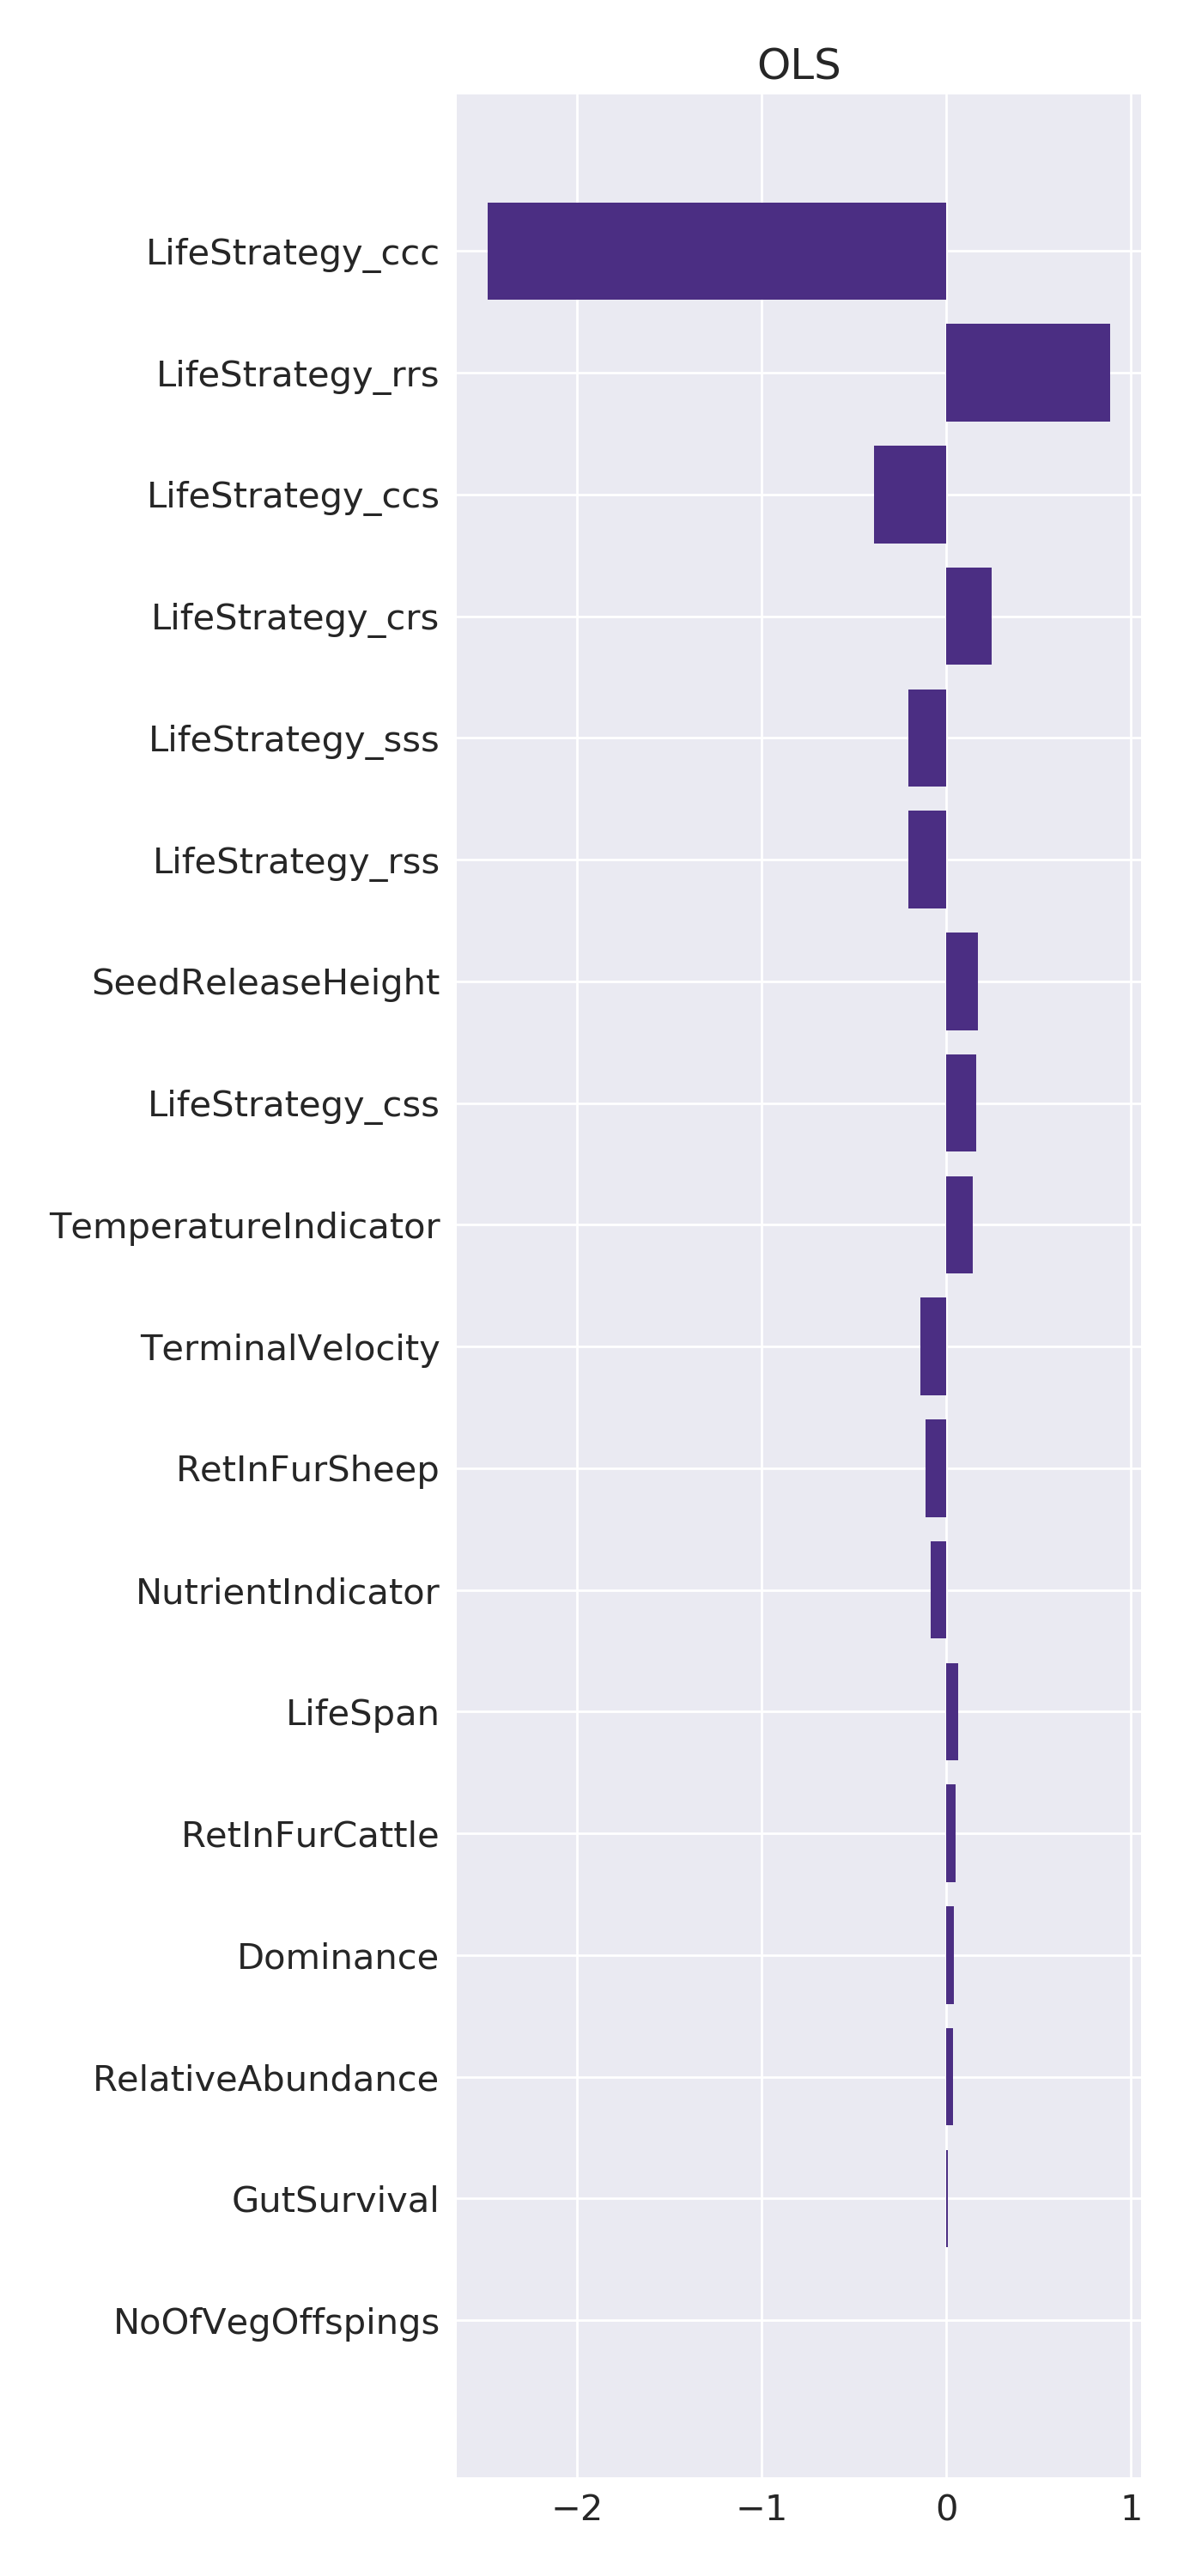 OLS
LifeStrategy_ccc
LifeStrategy_rrs
LifeStrategy_ccs
LifeStrategy_crs
LifeStrategy_sss
LifeStrategy_rss
SeedReleaseHeight
LifeStrategy_css
TemperatureIndicator
TerminalVelocity
RetInFurSheep
NutrientIndicator
LifeSpan
RetInFurCattle
Dominance
RelativeAbundance
GutSurvival
NoOfVegOffspings
−2 −1 0 1